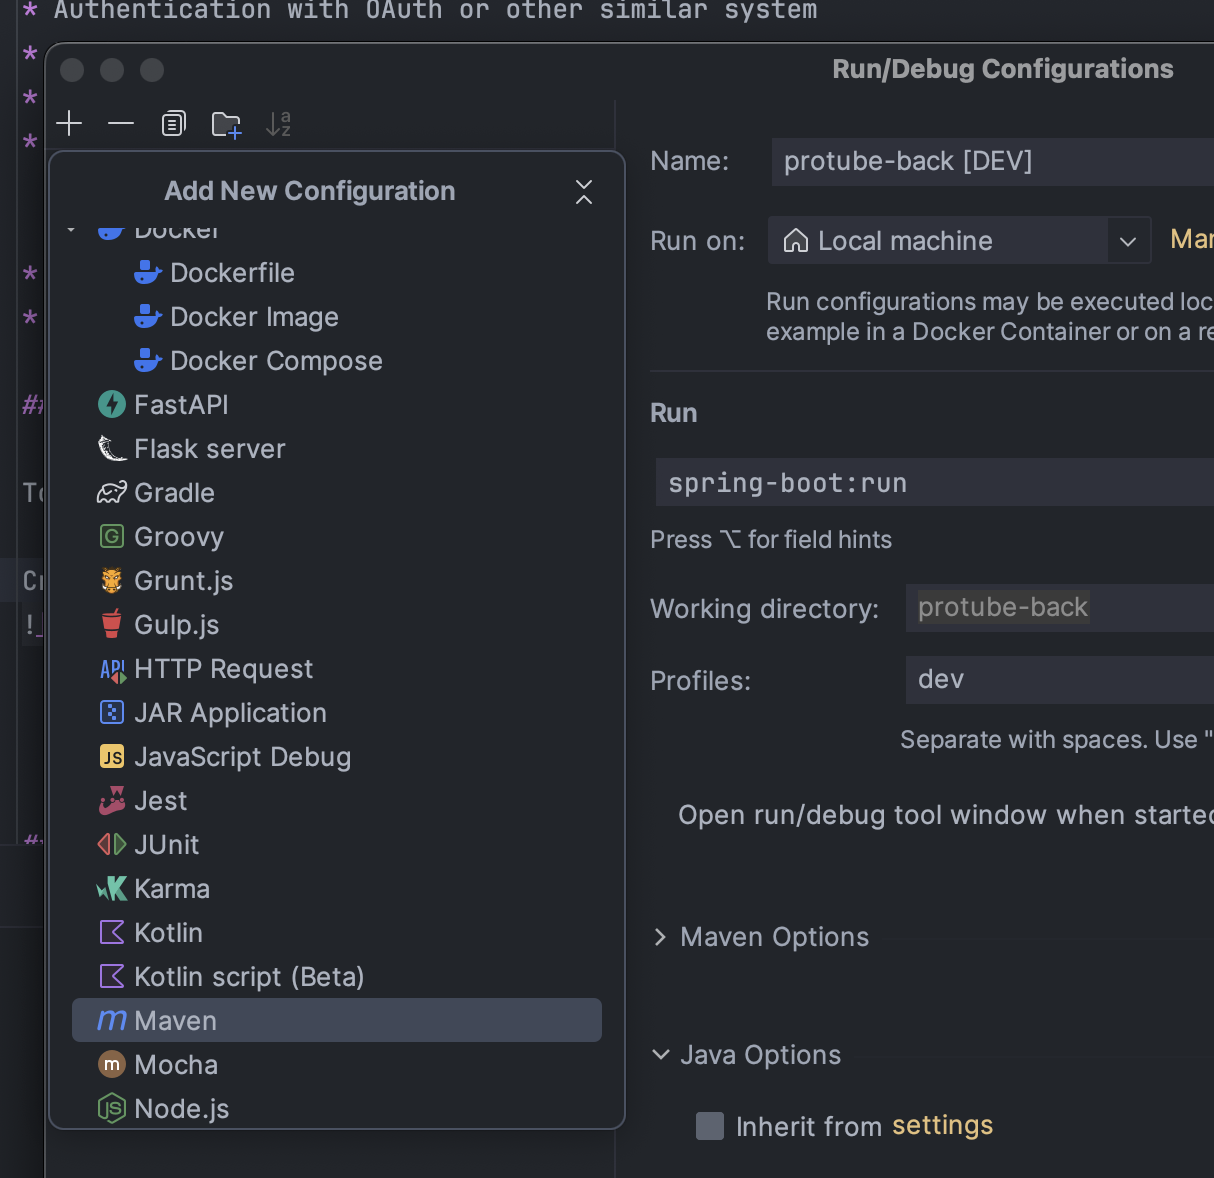 * Authentication with OAuth or other similar system
*
*
*
*
*
##
!
Run/Debug Configurations
Add New Configuration
Docker
Dockerfile
Docker Image
Docker Compose
FastAPI
Flask server
Gradle
Groovy
Grunt.js
Gulp.js
HTTP Request
JAR Application
JavaScript Debug
Jest
JUnit
Karma
Kotlin
Kotlin script (Beta)
Maven
Mocha
Node.js
Name: protube-back [DEV]
Run on: Local machine
Run configurations may be executed
example in a Docker Container or on a
Run
spring-boot:run
Press ⌥ for field hints
Working directory: protube-back
Profiles: dev
Separate with spaces. Use "
Open run/debug tool window when
Maven Options
Java Options
Inherit from settings